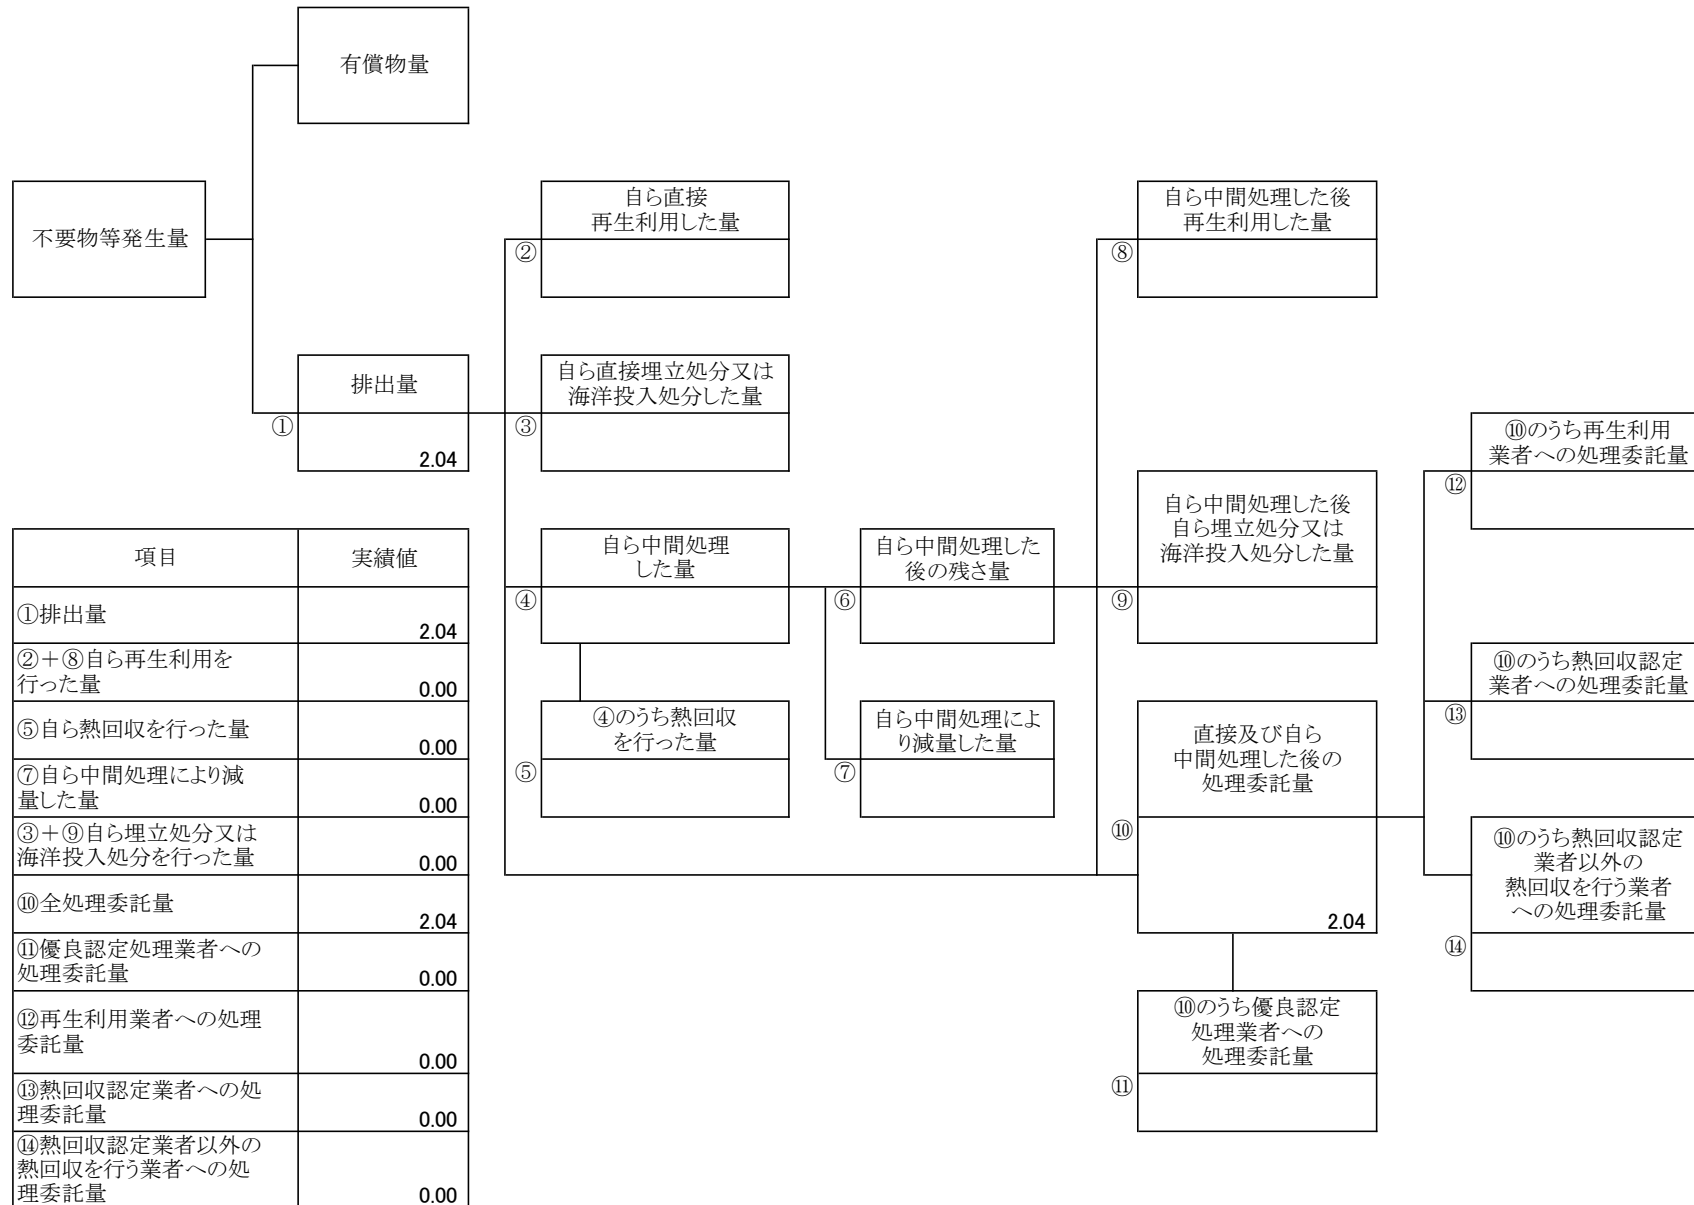 有償物量
不要物等発生量
自ら直接
再生利用した量
②
自ら中間処理した後
再生利用した量
⑧
排出量
①
2.04
自ら直接埋立処分又は
海洋投入処分した量
③
⑩のうち再生利用
業者への処理委託量
⑫
自ら中間処理
した量
④
自ら中間処理した
後の残さ量
⑥
自ら中間処理した後
自ら埋立処分又は
海洋投入処分した量
⑨
④のうち熱回収
を行った量
⑤
自ら中間処理によ
り減量した量
⑦
直接及び自ら
中間処理した後の
処理委託量
⑩
2.04
⑩のうち熱回収認定
業者への処理委託量
⑬
⑩のうち熱回収認定
業者以外の
熱回収を行う業者
への処理委託量
⑭
⑩のうち優良認定
処理業者への
処理委託量
⑪
項目 実績値
①排出量 2.04
②＋⑧自ら再生利用を
行った量 0.00
⑤自ら熱回収を行った量 0.00
⑦自ら中間処理により減
量した量 0.00
③＋⑨自ら埋立処分又は
海洋投入処分を行った量 0.00
⑩全処理委託量 2.04
⑪優良認定処理業者への
処理委託量 0.00
⑫再生利用業者への処理
委託量 0.00
⑬熱回収認定業者への処
理委託量 0.00
⑭熱回収認定業者以外の
熱回収を行う業者への処
理委託量 0.00